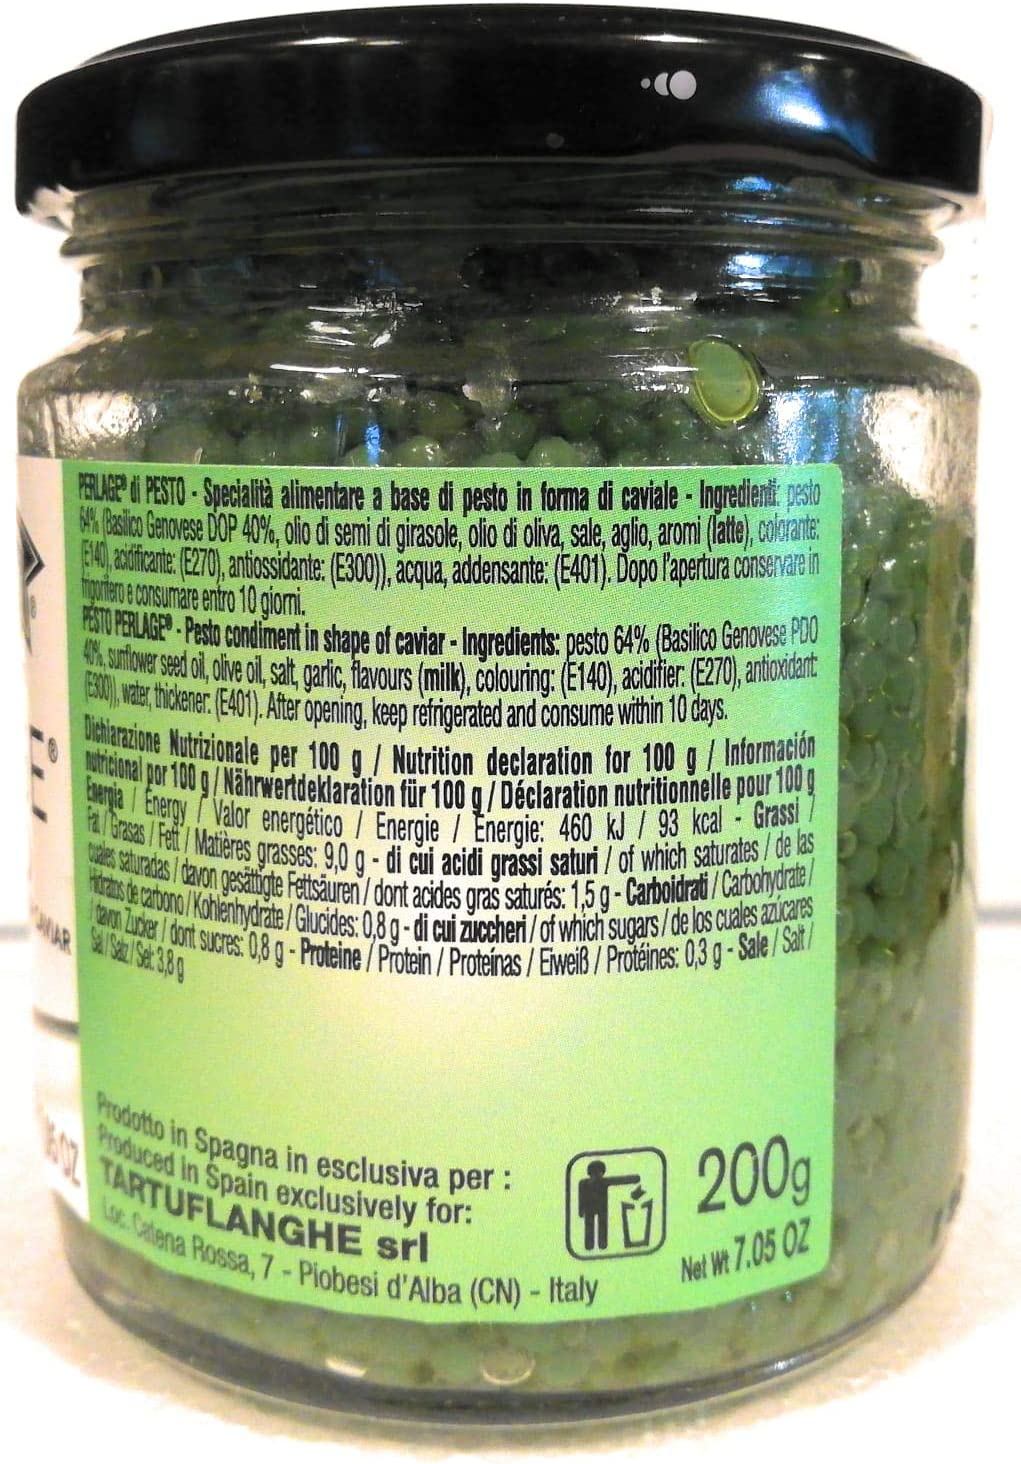 PERLAGE® di PESTO - Specialità alimentare a base di pesto in forma di caviale - Ingredienti: pesto
64% (Basilico Genovese DOP 40%, olio di semi di girasole, olio di oliva, sale, aglio, aromi (latte), colorante:
(E140), acidificante: (E270), antiossidante: (E300)), acqua, addensante: (E401). Dopo l'apertura conservare in
frigorifero e consumare entro 10 giorni.
PESTO PERLAGE® - Pesto condiment in shape of caviar - Ingredients: pesto 64% (Basilico Genovese PDO
40%, sunflower seed oil, olive oil, salt, garlic, flavours (milk), colouring: (E140), acidifier: (E270), antioxidant:
(E300)), water, thickener: (E401). After opening, keep refrigerated and consume within 10 days.
Dichiarazione Nutrizionale per 100 g / Nutrition declaration for 100 g / Información
nutricional por 100 g / Nährwertdeklaration für 100 g / Déclaration nutritionnelle pour 100 g
Energia / Energy / Valor energético / Energie / Énergie: 460 kJ / 93 kcal - Grassi /
Fat / Grasas / Fett / Matières grasses: 9,0 g - di cui acidi grassi saturi / of which saturates / de las
cuales saturadas / davon gesättigte Fettsäuren / dont acides gras saturés: 1,5 g - Carboidrati / Carbohydrate /
Hidratos de carbono / Kohlenhydrate / Glucides: 0,8 g - di cui zuccheri / of which sugars / de los cuales azúcares
/ davon Zucker / dont sucres: 0,8 g - Proteine / Protein / Proteínas / Eiweiß / Protéines: 0,3 g - Sale / Salt /
Sal / Salz / Sel: 3,8 g
Prodotto in Spagna in esclusiva per :
Produced in Spain exclusively for:
TARTUFLANGHE srl
Loc. Catena Rossa, 7 - Piobesi d'Alba (CN) - Italy
200g
Net Wt 7.05 OZ
E®
CAVIAR
OZ